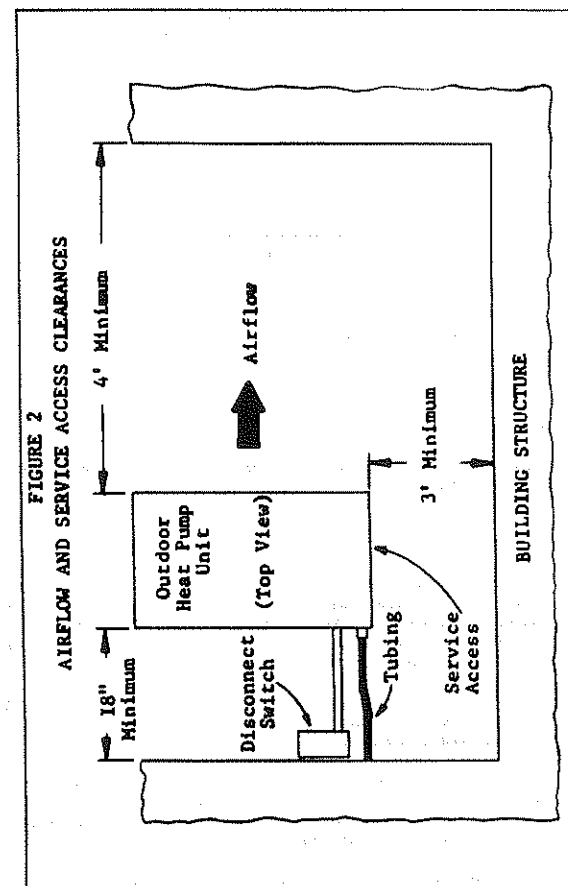 FIGURE 2
AIRFLOW AND SERVICE ACCESS CLEARANCES
18"
Minimum
4' Minimum
Outdoor
Heat Pump
Unit
(Top View)
Airflow
Disconnect
Switch
Tubing
Service
Access
3' Minimum
BUILDING STRUCTURE